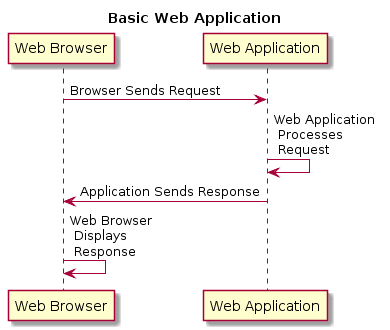 Basic Web Application
Web Browser
Web Application
Browser Sends Request
Web Application
Processes
Request
Application Sends Response
Web Browser
Displays
Response
Web Browser
Web Application